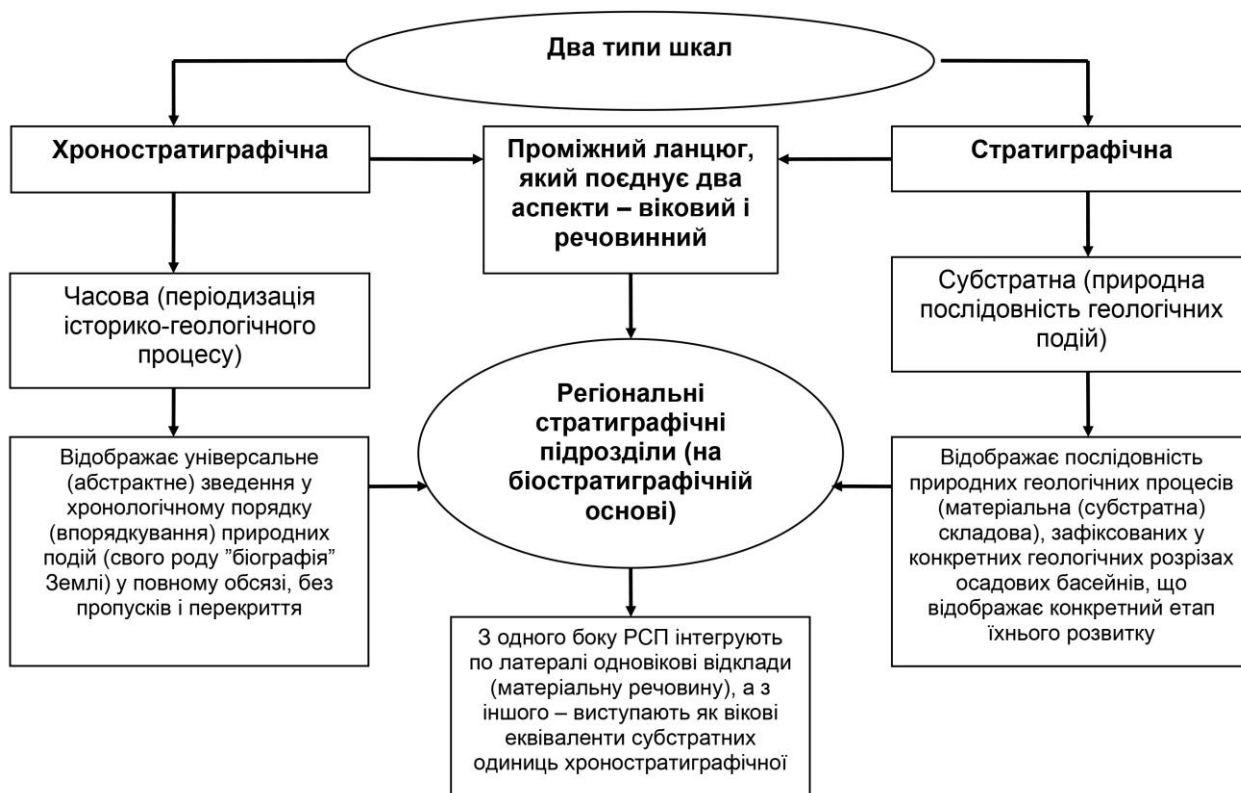 Два типи шкал
Хроностратиграфічна
Проміжний ланцюг,
який поєднує два
аспекти – віковий і
речовинний
Стратиграфічна
Часова (періодизація
історико-геологічного
процесу)
Субстратна (природна
послідовність геологічних
подій)
Регіональні
стратиграфічні
підрозділи (на
біостратиграфічній
основі)
Відображає універсальне
(абстрактне) зведення у
хронологічному порядку
(впорядкування) природних
подій (свого роду ”біографія”
Землі) у повному обсязі, без
пропусків і перекриття
Відображає послідовність
природних геологічних процесів
(матеріальна (субстратна)
складова), зафіксованих у
конкретних геологічних розрізах
осадових басейнів, що
відображає конкретний етап
їхнього розвитку
З одного боку РСП інтегрують
по латералі одновікові відклади
(матеріальну речовину), а з
іншого – виступають як вікові
еквіваленти субстратних
одиниць хроностратиграфічної